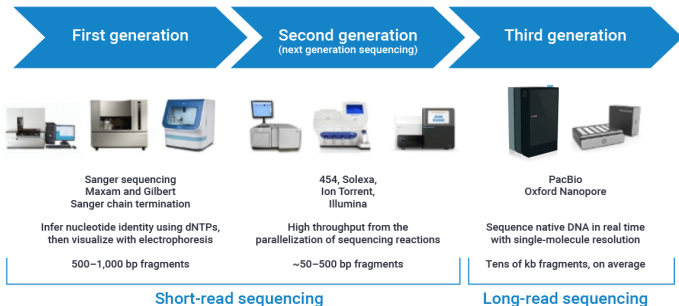 First generation
Second generation
(next generation sequencing)
Third generation
Sanger sequencing
Maxam and Gilbert
Sanger chain termination
454, Solexa,
Ion Torrent,
Illumina
PacBio
Oxford Nanopore
Infer nucleotide identity using dNTPs,
then visualize with electrophoresis
High throughput from the
parallelization of sequencing reactions
Sequence native DNA in real time
with single-molecule resolution
500–1,000 bp fragments
~50–500 bp fragments
Tens of kb fragments, on average
Short-read sequencing
Long-read sequencing